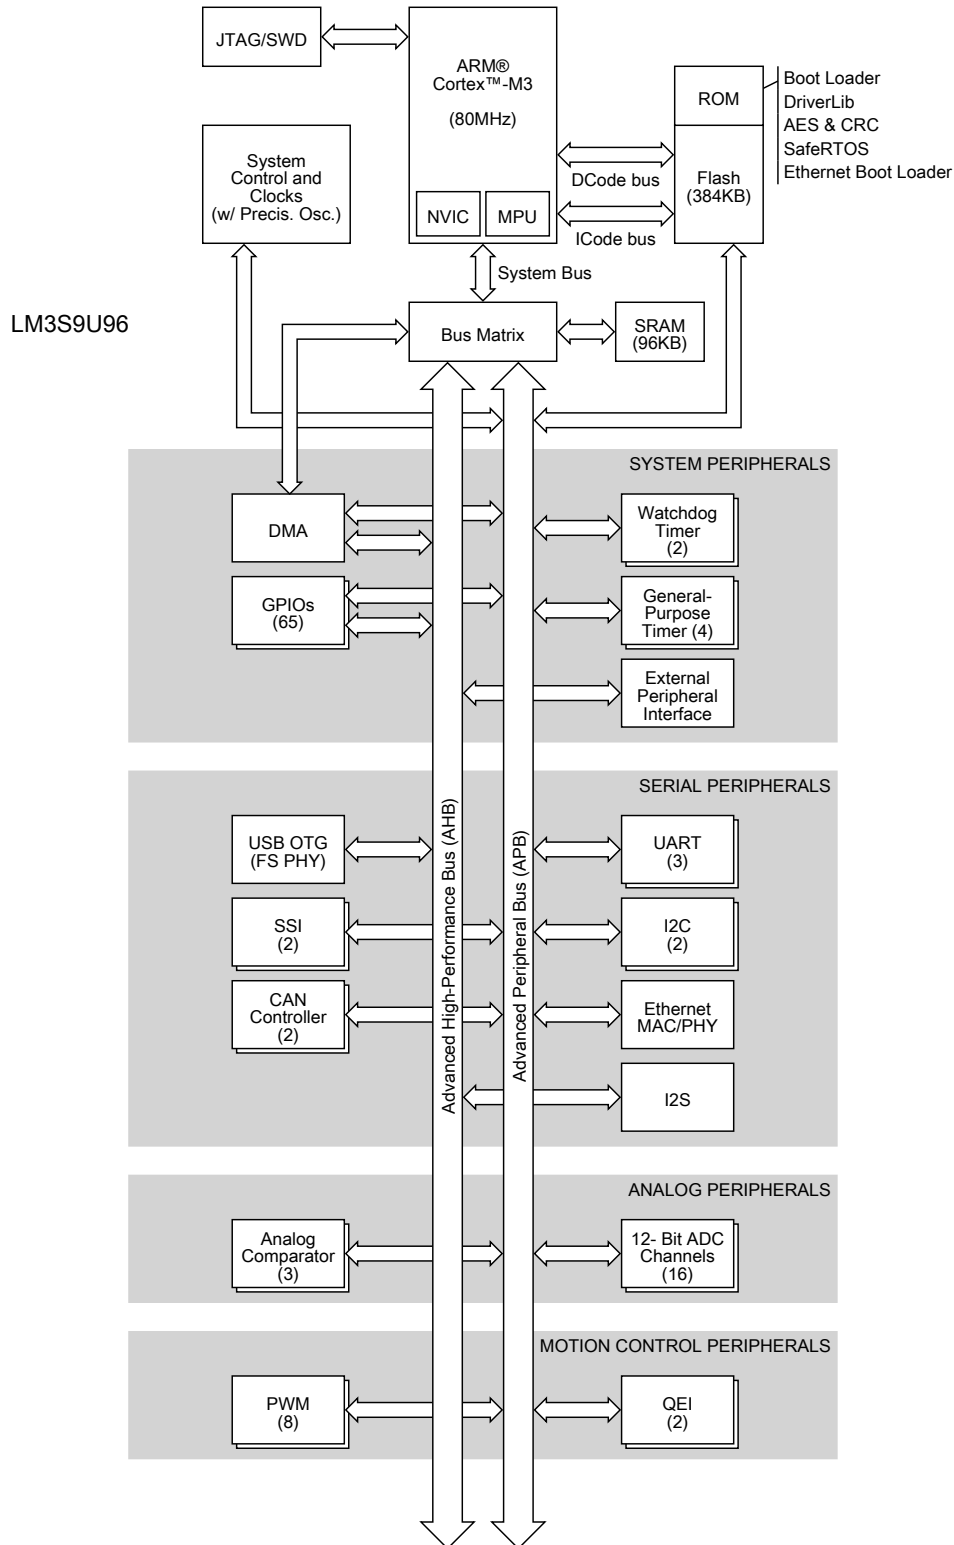 JTAG/SWD
ARM®
Cortex™-M3
(80MHz)
NVIC
MPU
ROM
Flash
(384KB)
Boot Loader
DriverLib
AES & CRC
SafeRTOS
Ethernet Boot Loader
DCode bus
ICode bus
System
Control and
Clocks
(w/ Precis. Osc.)
System Bus
LM3S9U96
Bus Matrix
SRAM
(96KB)
SYSTEM PERIPHERALS
DMA
Watchdog
Timer
(2)
GPIOs
(65)
General-
Purpose
Timer (4)
External
Peripheral
Interface
Advanced High-Performance Bus (AHB)
Advanced Peripheral Bus (APB)
SERIAL PERIPHERALS
USB OTG
(FS PHY)
UART
(3)
SSI
(2)
I2C
(2)
CAN
Controller
(2)
Ethernet
MAC/PHY
I2S
ANALOG PERIPHERALS
Analog
Comparator
(3)
12- Bit ADC
Channels
(16)
MOTION CONTROL PERIPHERALS
PWM
(8)
QEI
(2)